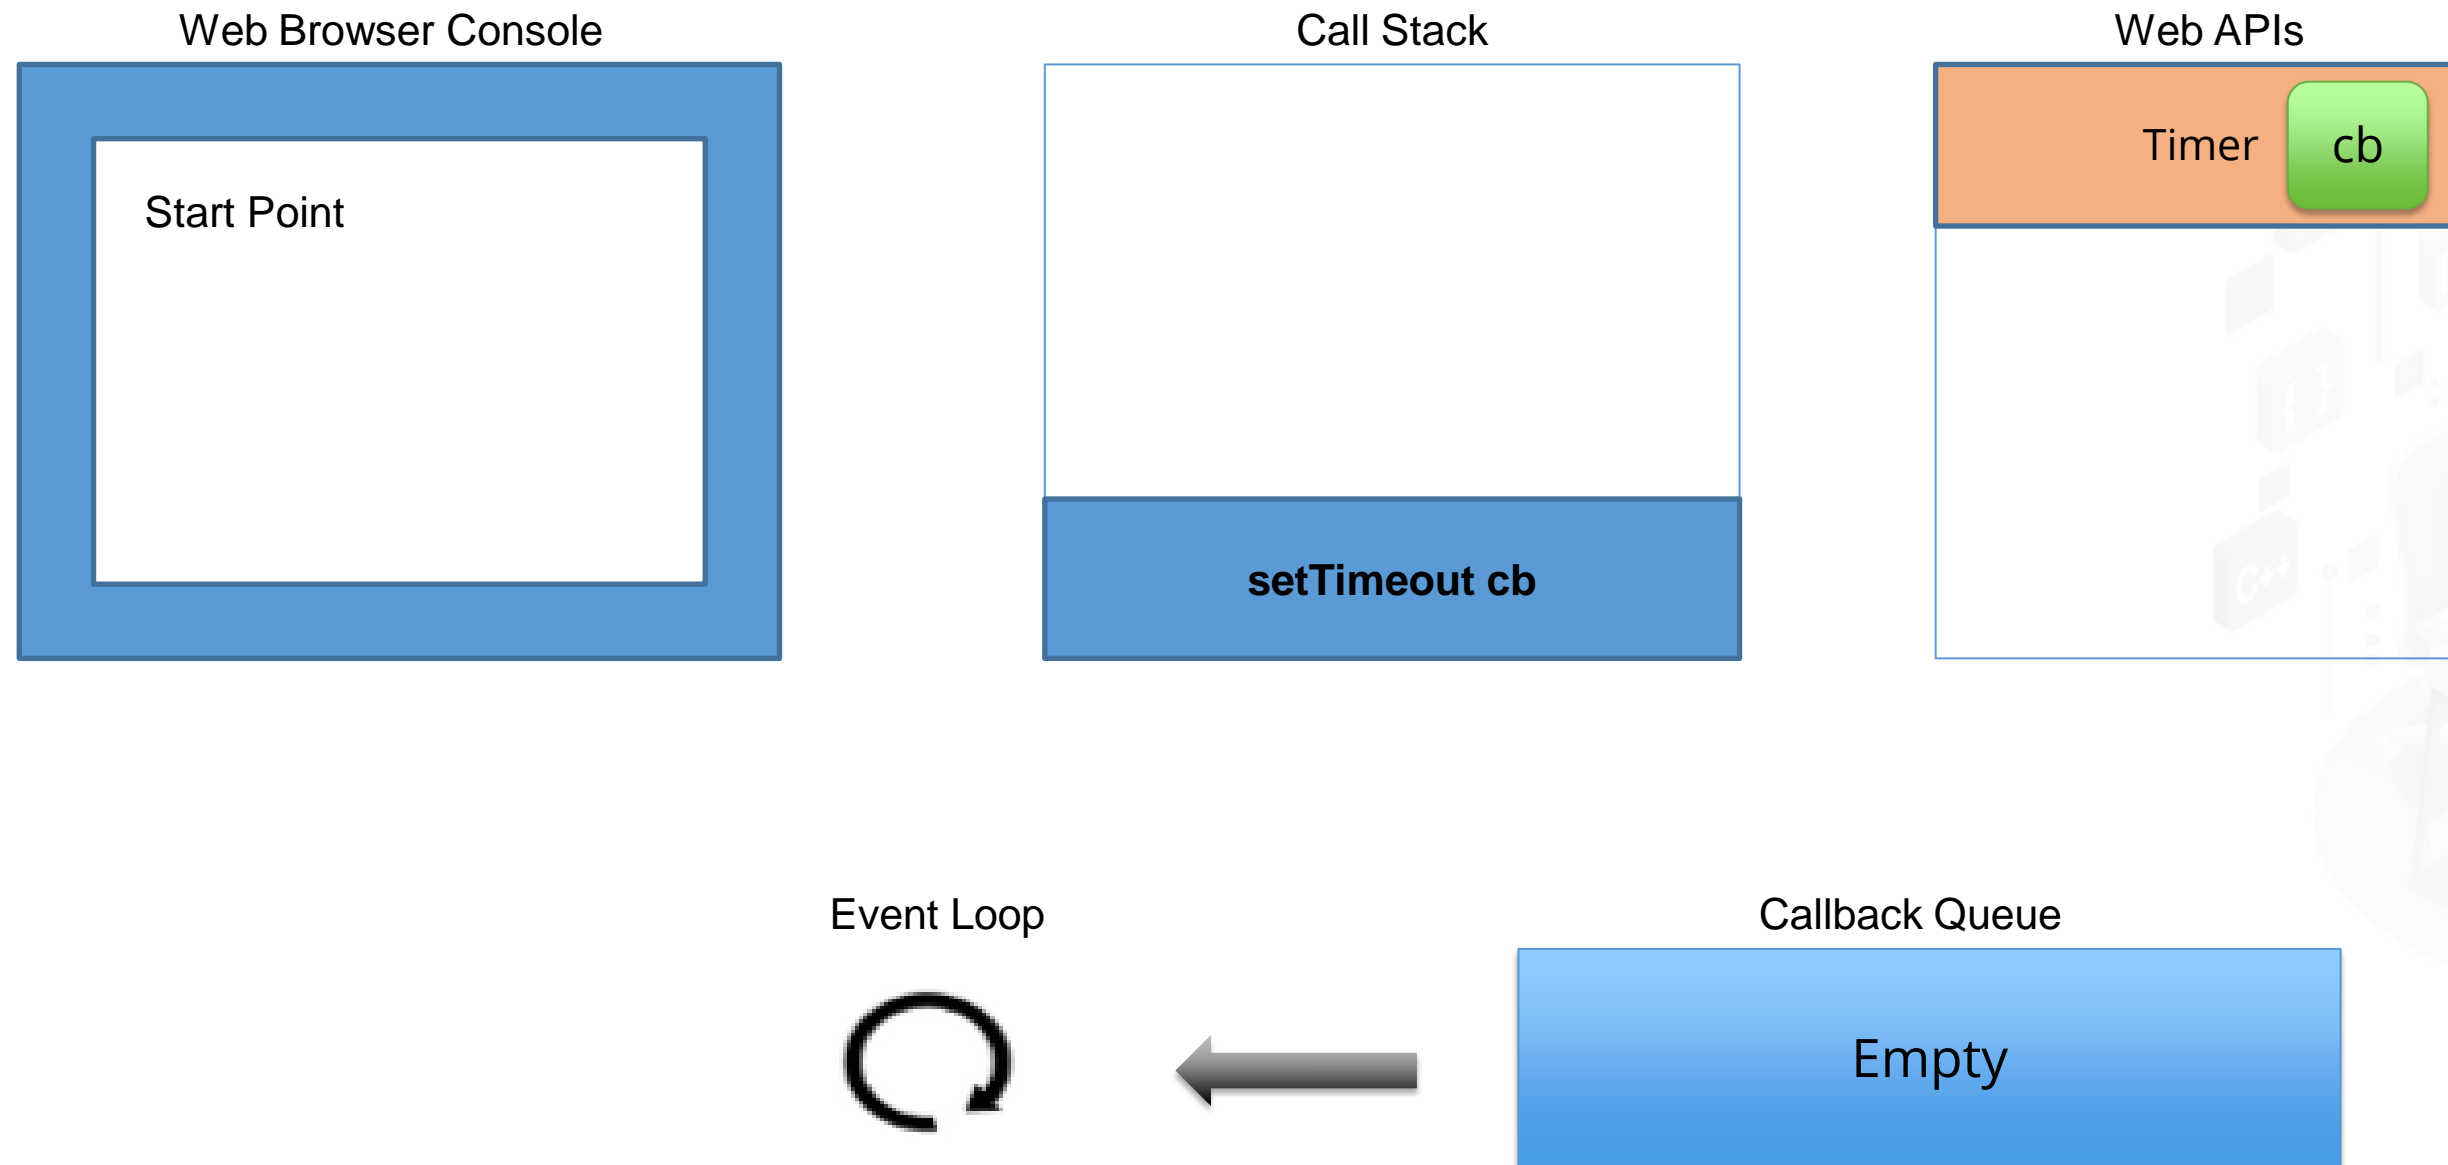 Web Browser Console
Call Stack
Web APIs
Timer
cb
Start Point
{ }
setTimeout cb
C++
Event Loop
Callback Queue
Empty